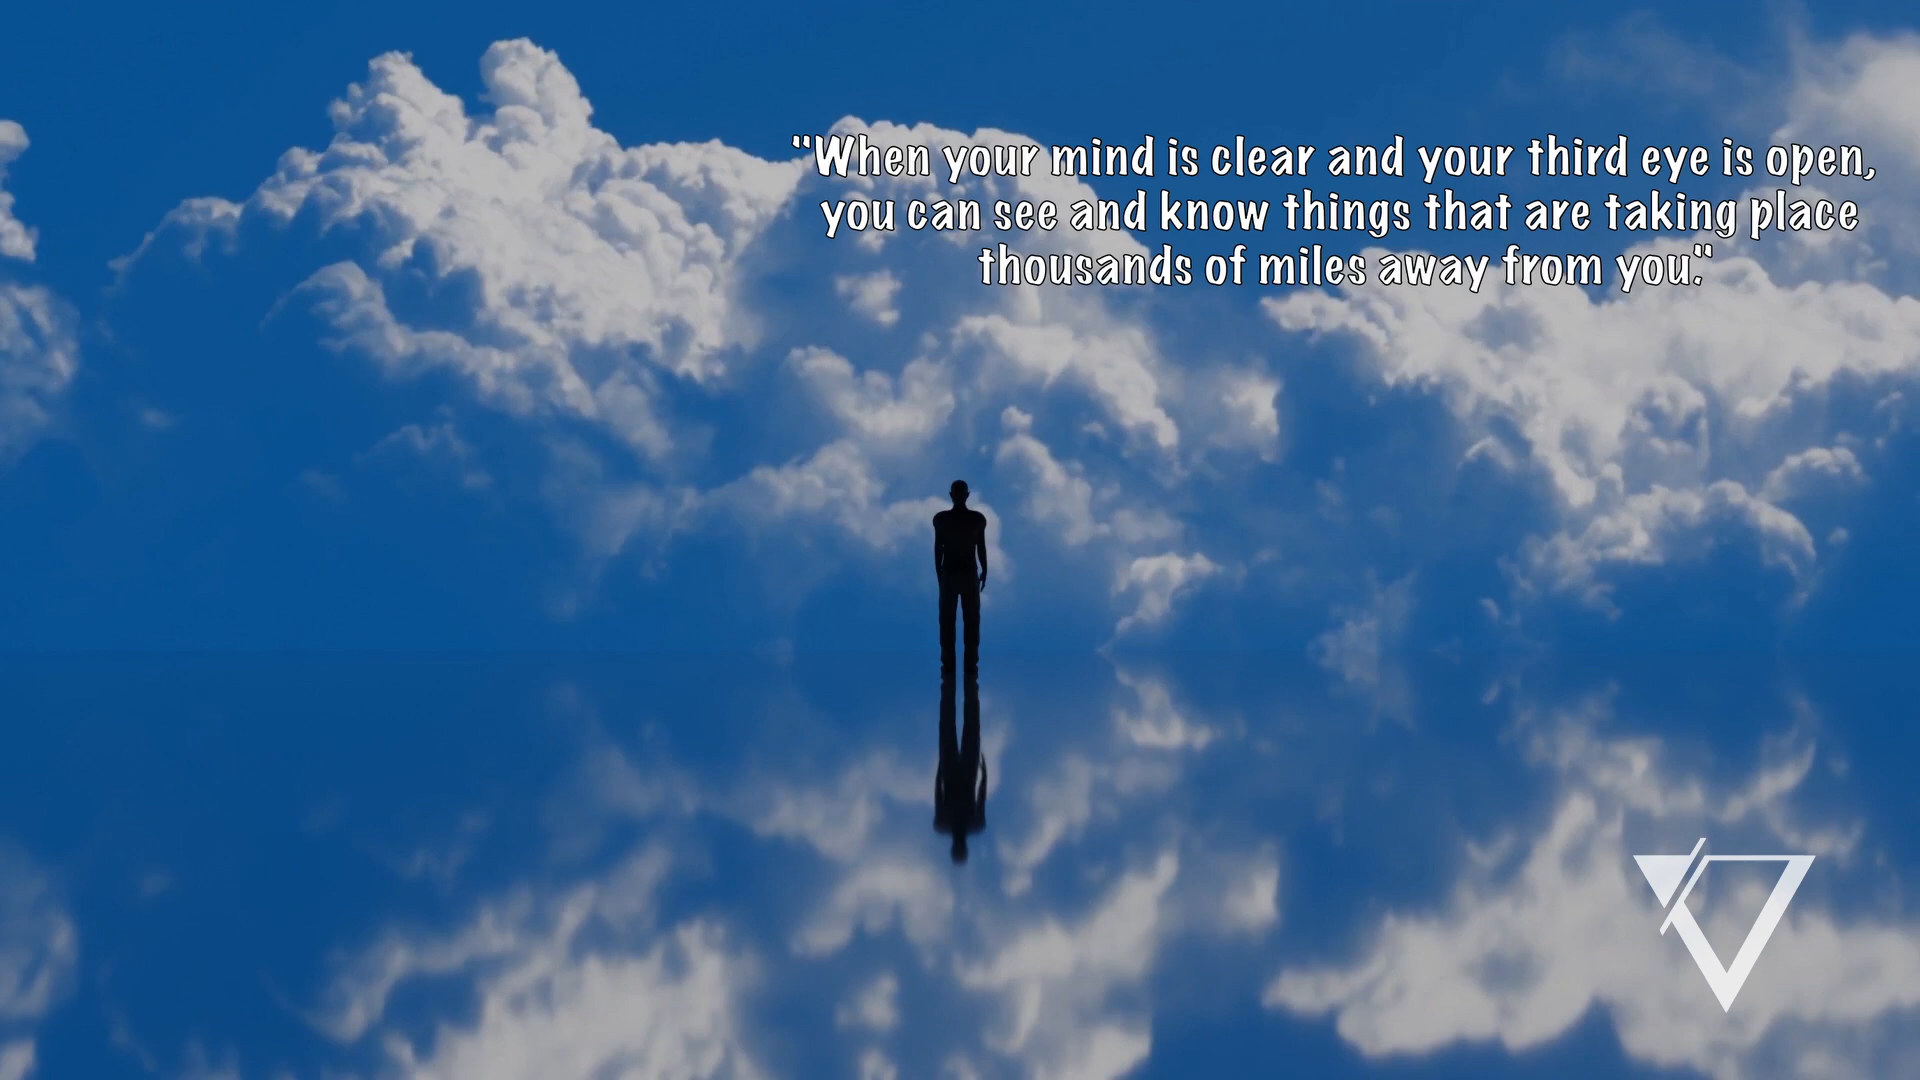 "When your mind is clear and your third eye is open,
you can see and know things that are taking place
thousands of miles away from you."